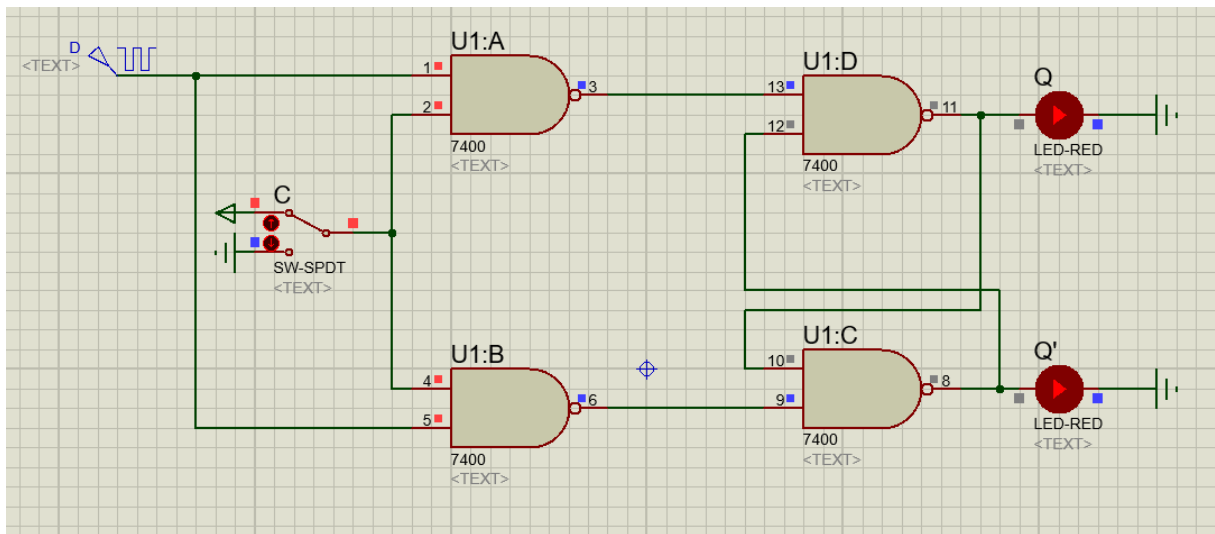 D
<TEXT>
U1:A
1
2
3
7400
<TEXT>
U1:D
13
12
11
7400
<TEXT>
Q
LED-RED
<TEXT>
C
SW-SPDT
<TEXT>
U1:B
4
5
6
7400
<TEXT>
U1:C
10
9
8
7400
<TEXT>
Q'
LED-RED
<TEXT>